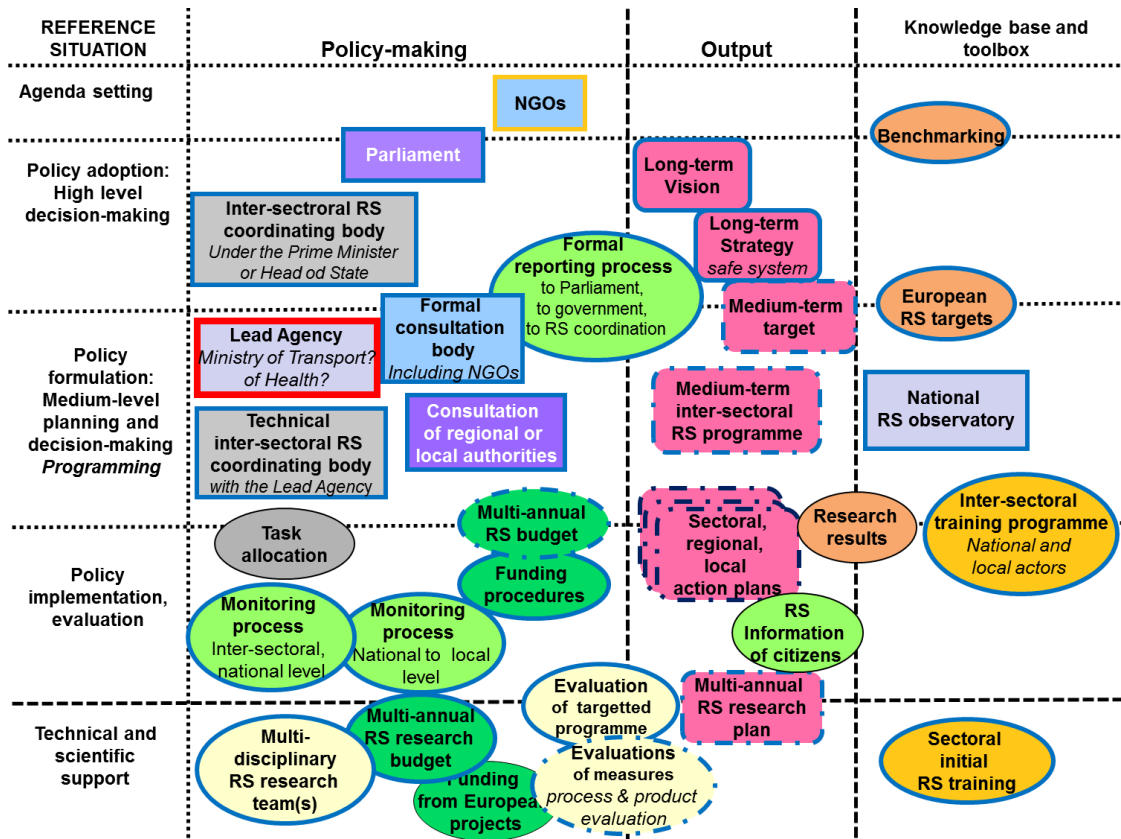 REFERENCE
SITUATION
Policy-making
Output
Knowledge base and
toolbox
Agenda setting
NGOs
Benchmarking
Policy adoption:
High level
decision-making
Parliament
Long-term
Vision
Inter-sectroral RS
coordinating body
Under the Prime Minister
or Head od State
Long-term
Strategy
safe system
Formal
reporting process
to Parliament,
to government,
to RS coordination
Medium-term
target
European
RS targets
Policy
formulation:
Medium-level
planning and
decision-making
Programming
Lead Agency
Ministry of Transport?
of Health?
Formal
consultation
body
Including NGOs
Medium-term
inter-sectoral
RS programme
National
RS observatory
Technical
inter-sectoral RS
coordinating body
with the Lead Agency
Consultation
of regional or
local authorities
Policy
implementation,
evaluation
Task
allocation
Multi-annual
RS budget
Funding
procedures
Sectoral,
regional,
local
action plans
Research
results
Inter-sectoral
training programme
National and
local actors
Monitoring
process
Inter-sectoral,
national level
Monitoring
process
National to local
level
RS
Information
of citizens
Technical and
scientific
support
Multi-
disciplinary
RS research
team(s)
Multi-annual
RS research
budget
Funding
from European
projects
Evaluation
of targetted
programme
Evaluations
of measures
process & product
evaluation
Multi-annual
RS research
plan
Sectoral
initial
RS training